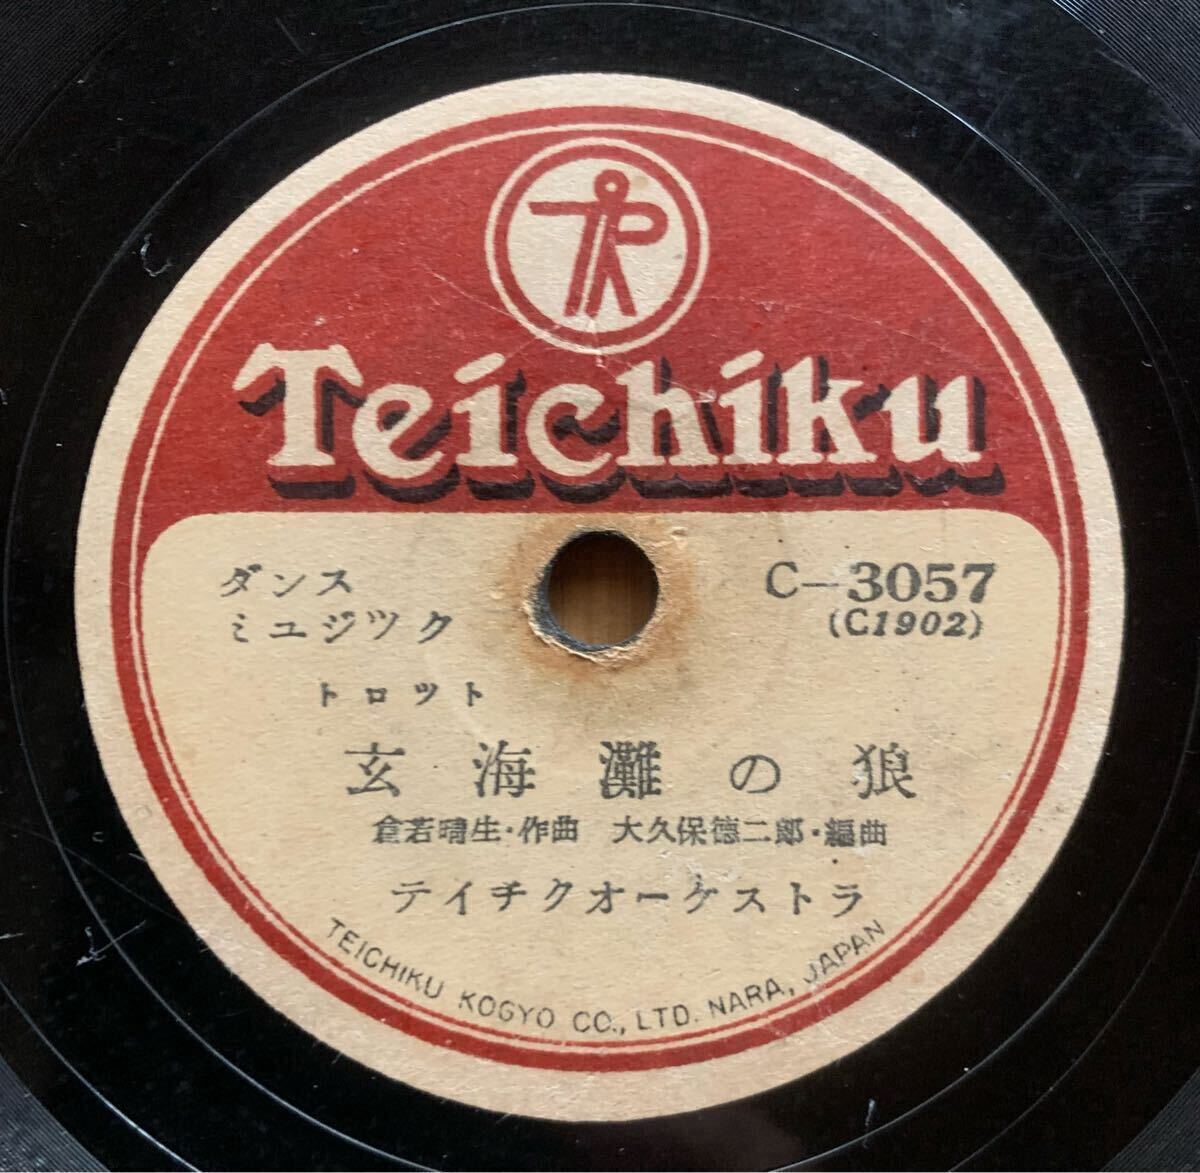 Teichiku
ダンス
ミユジツク
C-3057
(C1902)
トロツト
玄海灘の狼
倉若晴生・作曲 大久保徳二郎・編曲
テイチクオーケストラ
TEICHIKU KOGYO CO., LTD. NARA, JAPAN